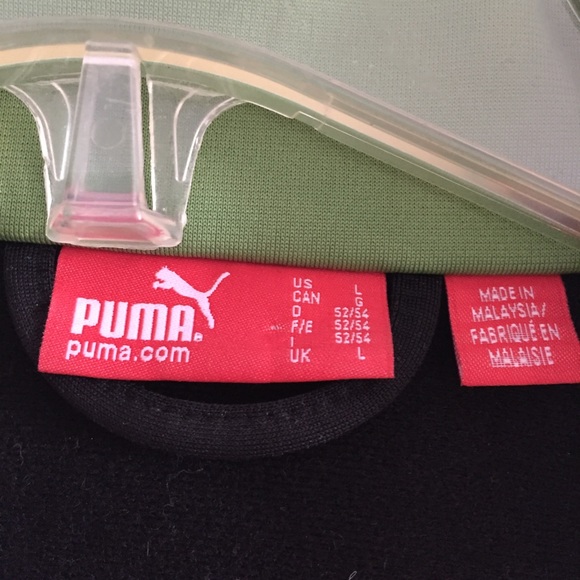 PUMA®
puma.com
US L
CAN G
D 52/54
F/E 52/54
I 52/54
UK L
MADE IN
MALAYSIA/
FABRIQUÉ EN
MALAISIE